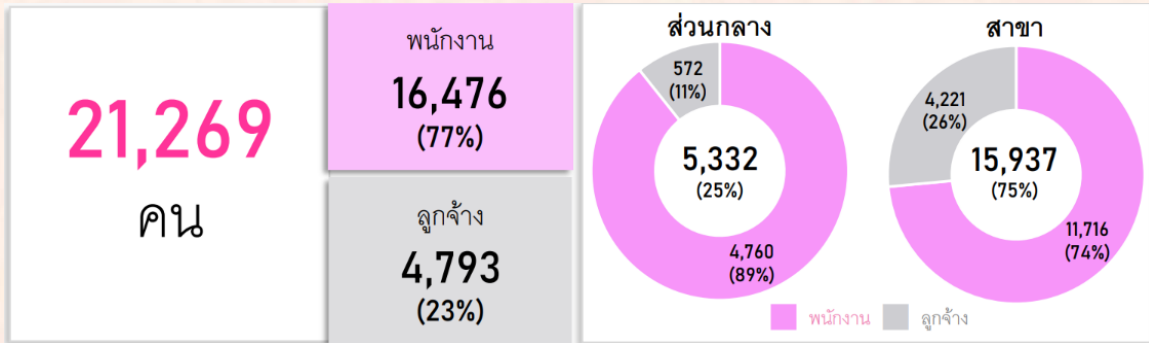 21,269
คน
พนักงาน
16,476
(77%)
ลูกจ้าง
4,793
(23%)
ส่วนกลาง
572
(11%)
5,332
(25%)
4,760
(89%)
สาขา
4,221
(26%)
15,937
(75%)
11,716
(74%)
พนักงาน ลูกจ้าง